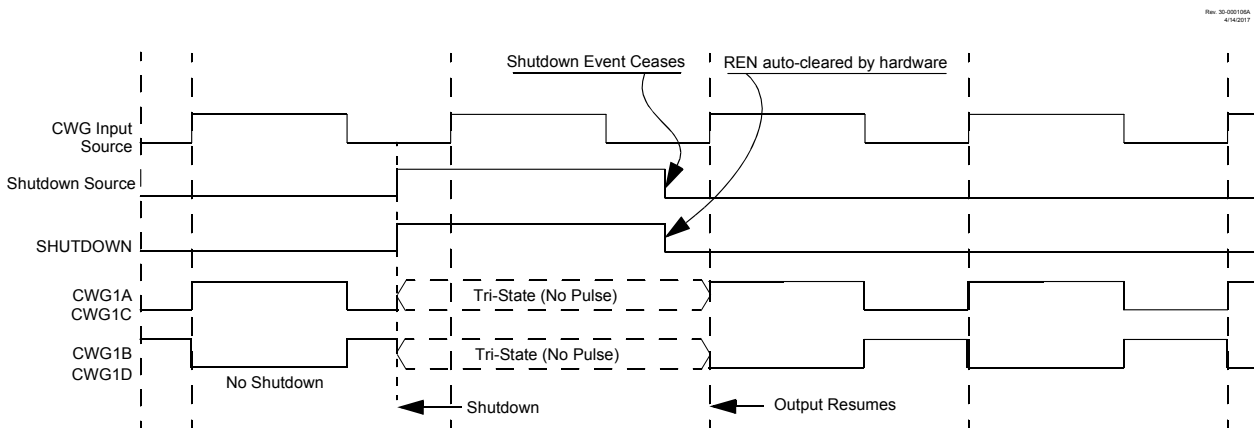 Rev. 30-000108A
4/14/2017
Shutdown Event Ceases
REN auto-cleared by hardware
CWG Input
Source
Shutdown Source
SHUTDOWN
CWG1A
CWG1C
Tri-State (No Pulse)
CWG1B
CWG1D
Tri-State (No Pulse)
No Shutdown
Shutdown
Output Resumes